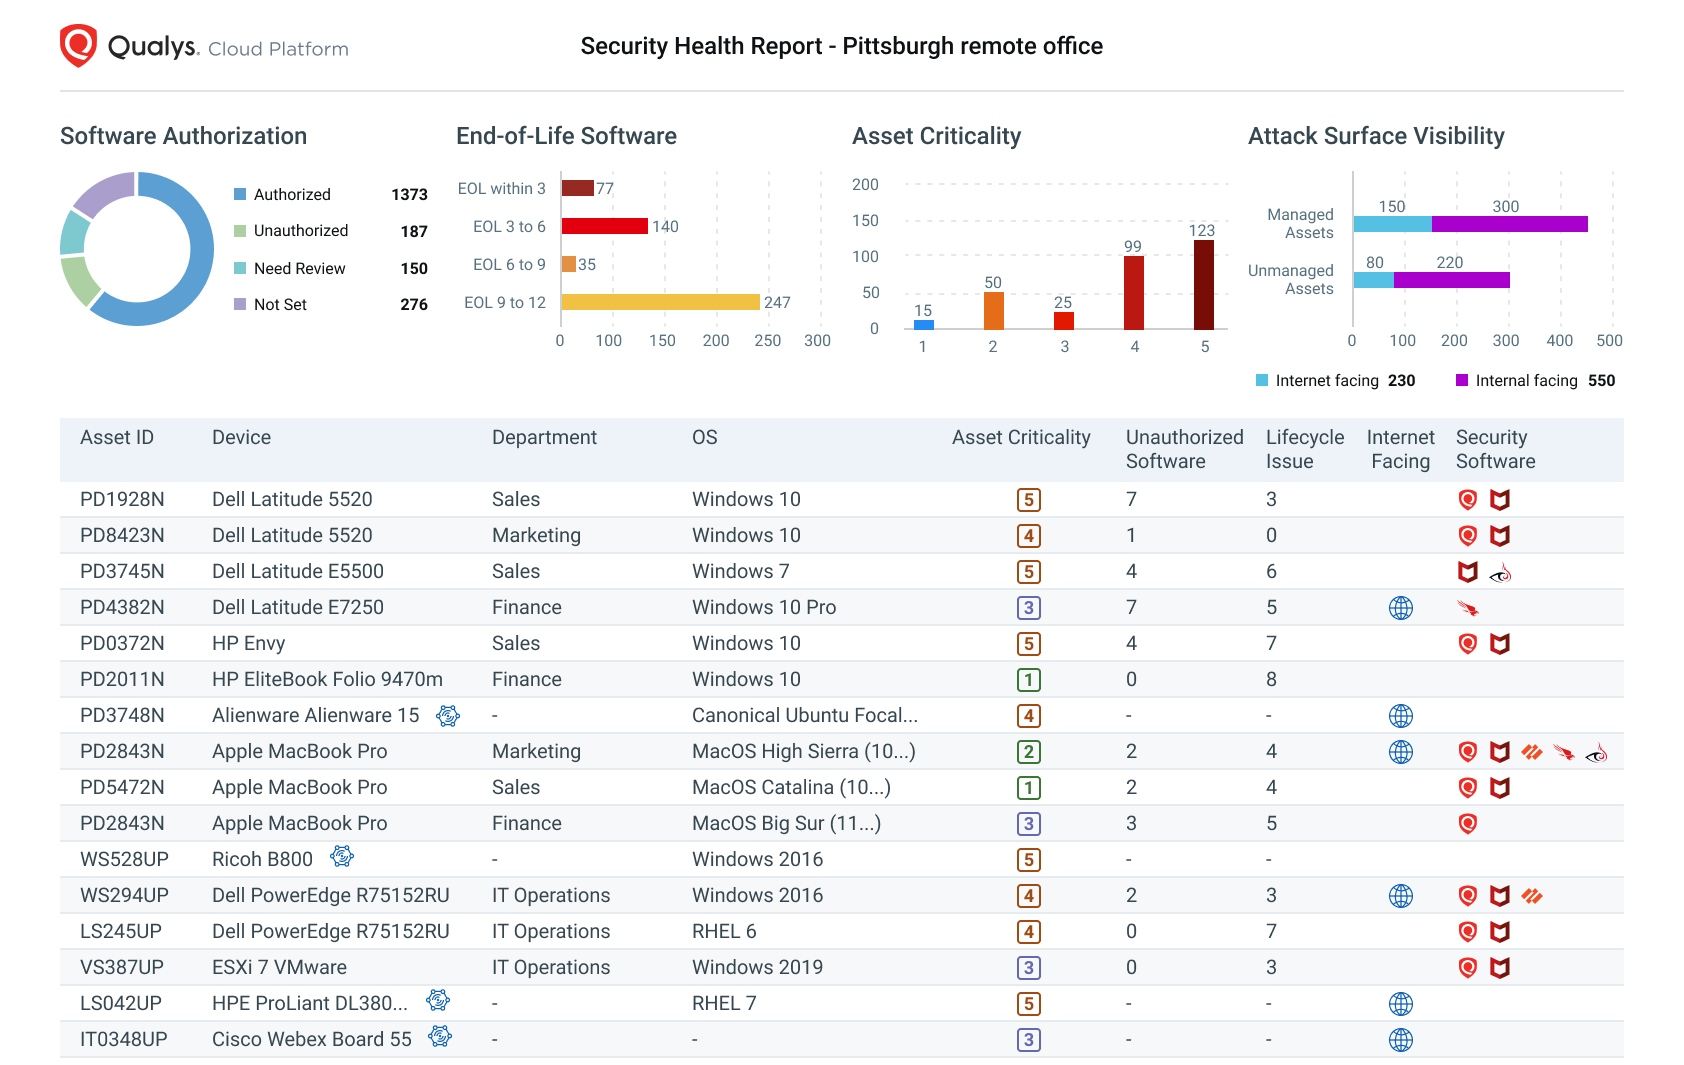 Qualys. Cloud Platform
Security Health Report - Pittsburgh remote office
Software Authorization
Authorized 1373
Unauthorized 187
Need Review 150
Not Set 276
End-of-Life Software
EOL within 3 77
EOL 3 to 6 140
EOL 6 to 9 35
EOL 9 to 12 247
0 100 150 200 250 300
Asset Criticality
200
150
100
50
0
15 50 25 99 123
1 2 3 4 5
Attack Surface Visibility
Managed Assets 150 300
Unmanaged Assets 80 220
0 100 200 300 400 500
Internet facing 230 Internal facing 550
Asset ID Device Department OS Asset Criticality Unauthorized Software Lifecycle Issue Internet Facing Security Software
PD1928N Dell Latitude 5520 Sales Windows 10 5 7 3
PD8423N Dell Latitude 5520 Marketing Windows 10 4 1 0
PD3745N Dell Latitude E5500 Sales Windows 7 5 4 6
PD4382N Dell Latitude E7250 Finance Windows 10 Pro 3 7 5
PD0372N HP Envy Sales Windows 10 5 4 7
PD2011N HP EliteBook Folio 9470m Finance Windows 10 1 0 8
PD3748N Alienware Alienware 15 - Canonical Ubuntu Focal... 4 - -
PD2843N Apple MacBook Pro Marketing MacOS High Sierra (10...) 2 2 4
PD5472N Apple MacBook Pro Sales MacOS Catalina (10...) 1 2 4
PD2843N Apple MacBook Pro Finance MacOS Big Sur (11...) 3 3 5
WS528UP Ricoh B800 - Windows 2016 5 - -
WS294UP Dell PowerEdge R75152RU IT Operations Windows 2016 4 2 3
LS245UP Dell PowerEdge R75152RU IT Operations RHEL 6 4 0 7
VS387UP ESXi 7 VMware IT Operations Windows 2019 3 0 3
LS042UP HPE ProLiant DL380... - RHEL 7 5 - -
IT0348UP Cisco Webex Board 55 - - 3 - -